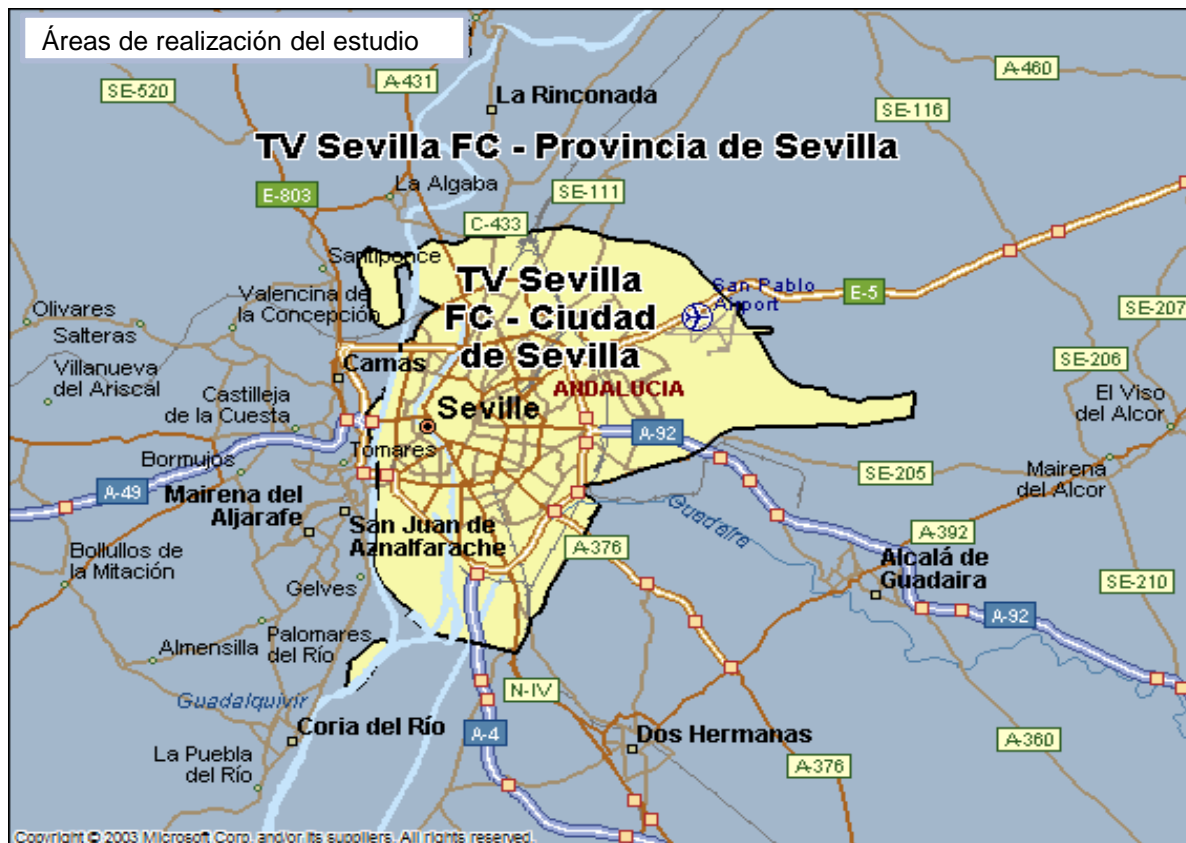 Áreas de realización del estudio
A-431
A-460
SE-520
La Rinconada
SE-116
TV Sevilla FC - Provincia de Sevilla
La Algaba
SE-111
E-803
C-433
Santiponce
TV Sevilla
FC - Ciudad
de Sevilla
San Pablo
Airport
E-5
Valencina de
la Concepción
Olivares
Salteras
SE-207
Villanueva
del Ariscal
Camas
SE-206
ANDALUCIA
Castilleja
de la Cuesta
Seville
El Viso
del Alcor
A-92
Tomares
Bormujos
SE-205
Mairena
del Alcor
A-49
Mairena del
Aljarafe
San Juan de
Aznalfarache
Guadaira
A-392
A-376
Bollullos de
la Mitación
Alcalá de
Guadaira
Gelves
SE-210
A-92
Almensilla
Palomares
del Río
Guadalquivir
N-IV
Coria del Río
A-4
Dos Hermanas
A-360
La Puebla
del Río
A-376
Copyright © 2003 Microsoft Corp. and/or its suppliers. All rights reserved.